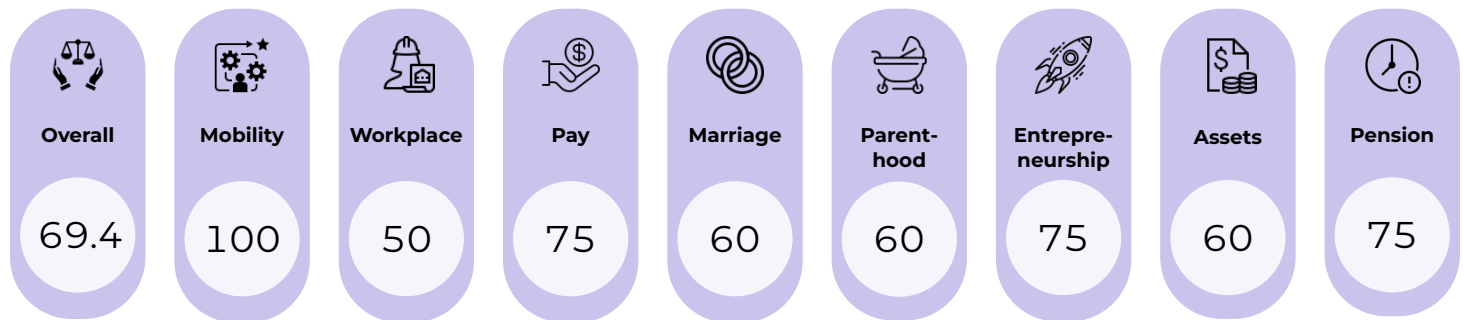 Overall
69.4
Mobility
100
Workplace
50
$
Pay
75
Marriage
60
Parent-
hood
60
Entrepre-
neurship
75
$
Assets
60
!
Pension
75